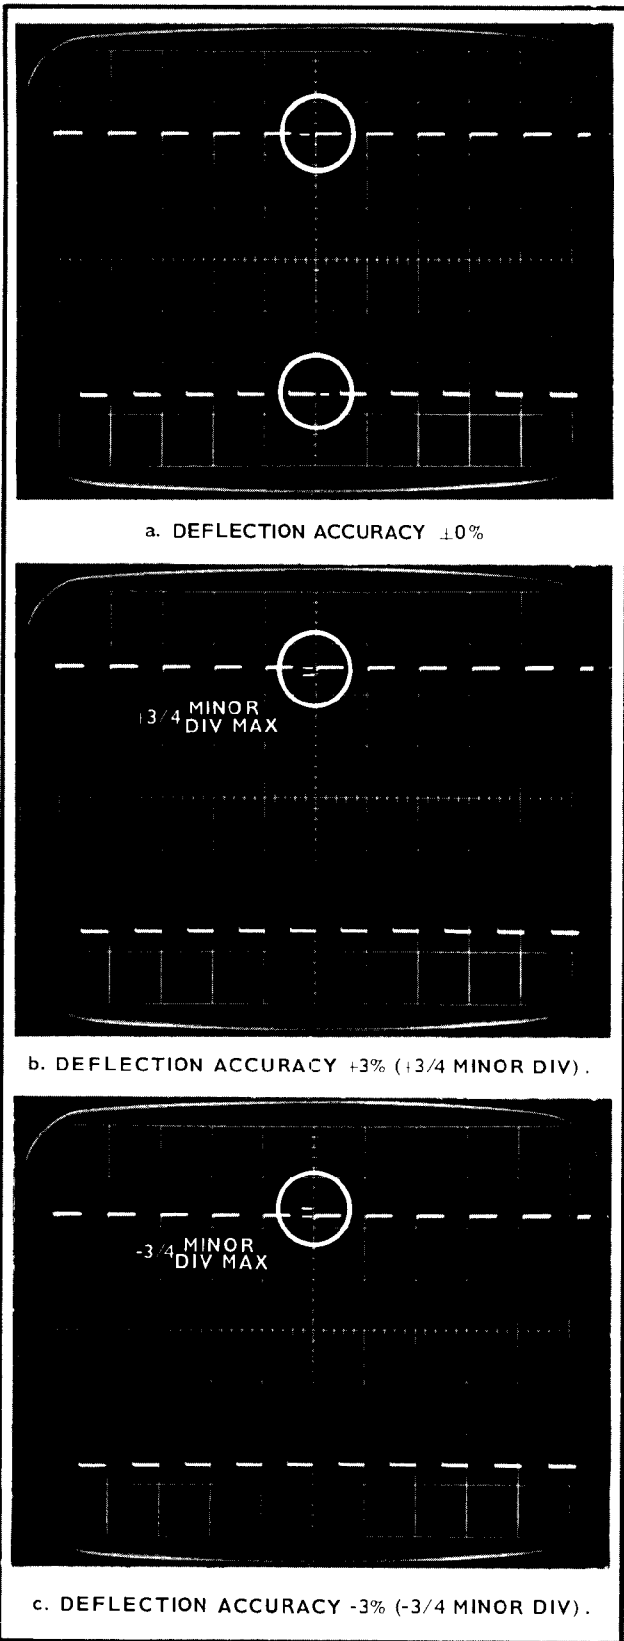 a. DEFLECTION ACCURACY ±0%
+3/4 MINOR
DIV MAX
b. DEFLECTION ACCURACY +3% (+3/4 MINOR DIV).
-3/4 MINOR
DIV MAX
c. DEFLECTION ACCURACY -3% (-3/4 MINOR DIV).